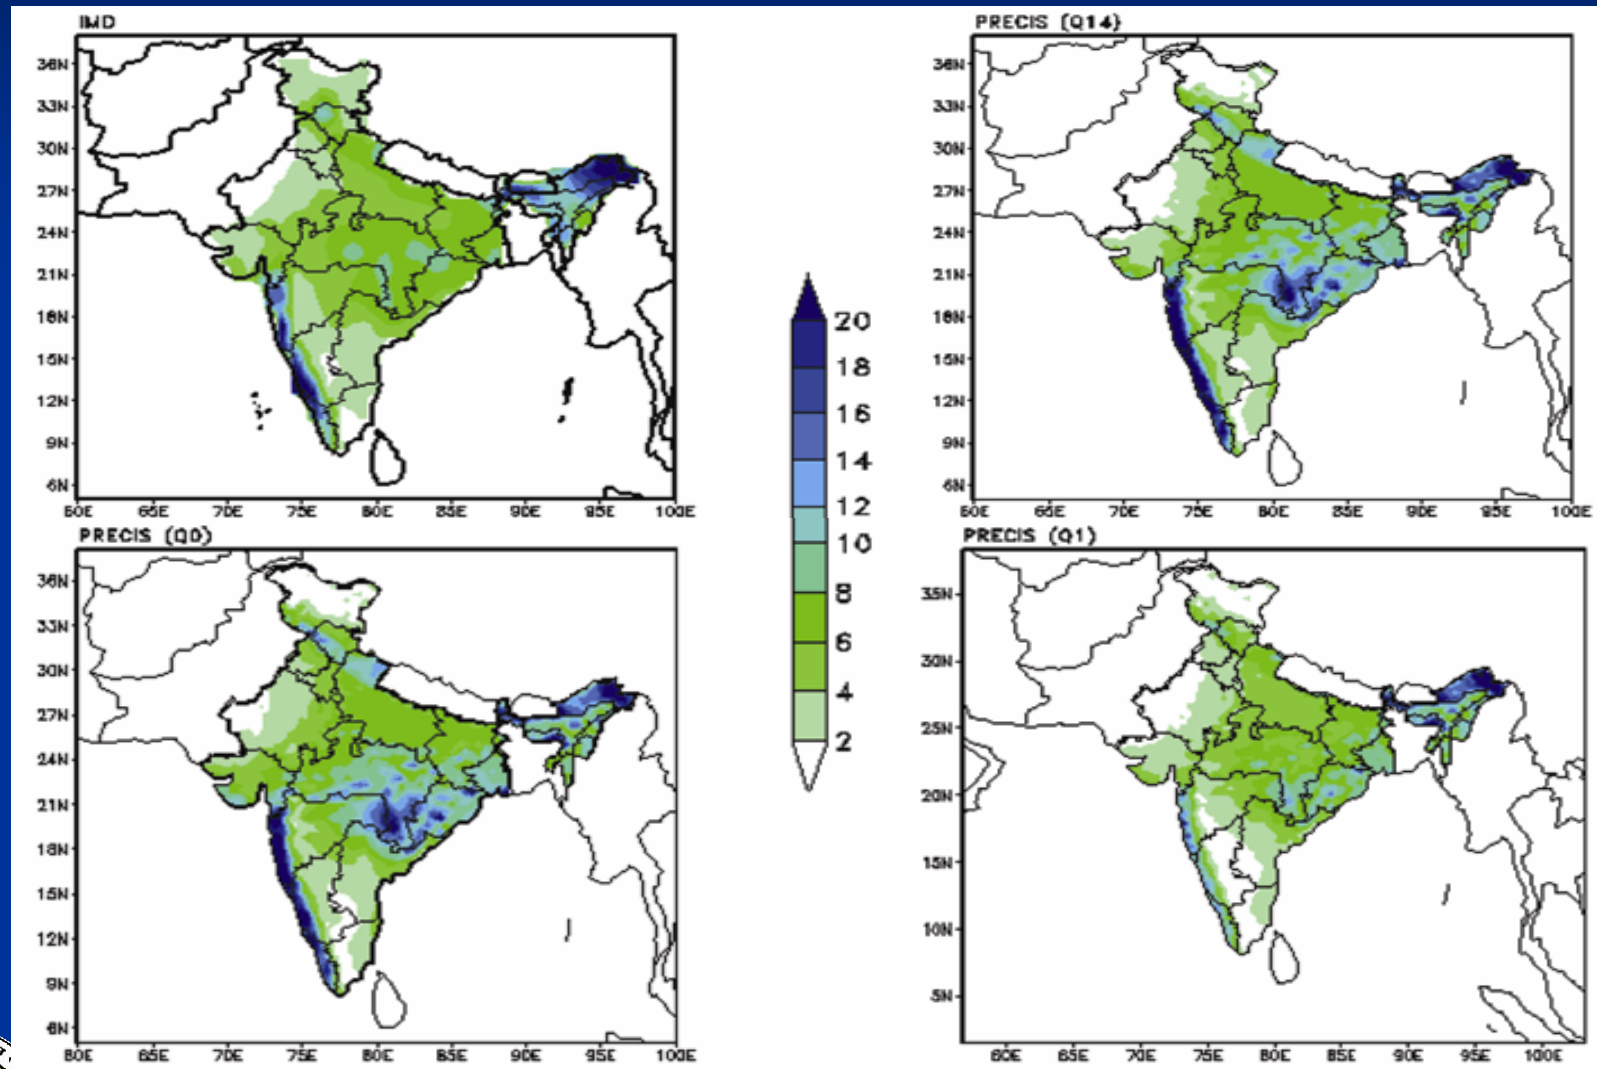 IMD
36N
33N
30N
27N
24N
21N
18N
15N
12N
9N
6N
60E 65E 70E 75E 80E 85E 90E 95E 100E
PRECIS (Q14)
36N
33N
30N
27N
24N
21N
18N
15N
12N
9N
6N
60E 65E 70E 75E 80E 85E 90E 95E 100E
20
18
16
14
12
10
8
6
4
2
PRECIS (Q0)
36N
33N
30N
27N
24N
21N
18N
15N
12N
9N
6N
60E 65E 70E 75E 80E 85E 90E 95E 100E
PRECIS (Q1)
35N
30N
25N
20N
15N
10N
5N
60E 65E 70E 75E 80E 85E 90E 95E 100E